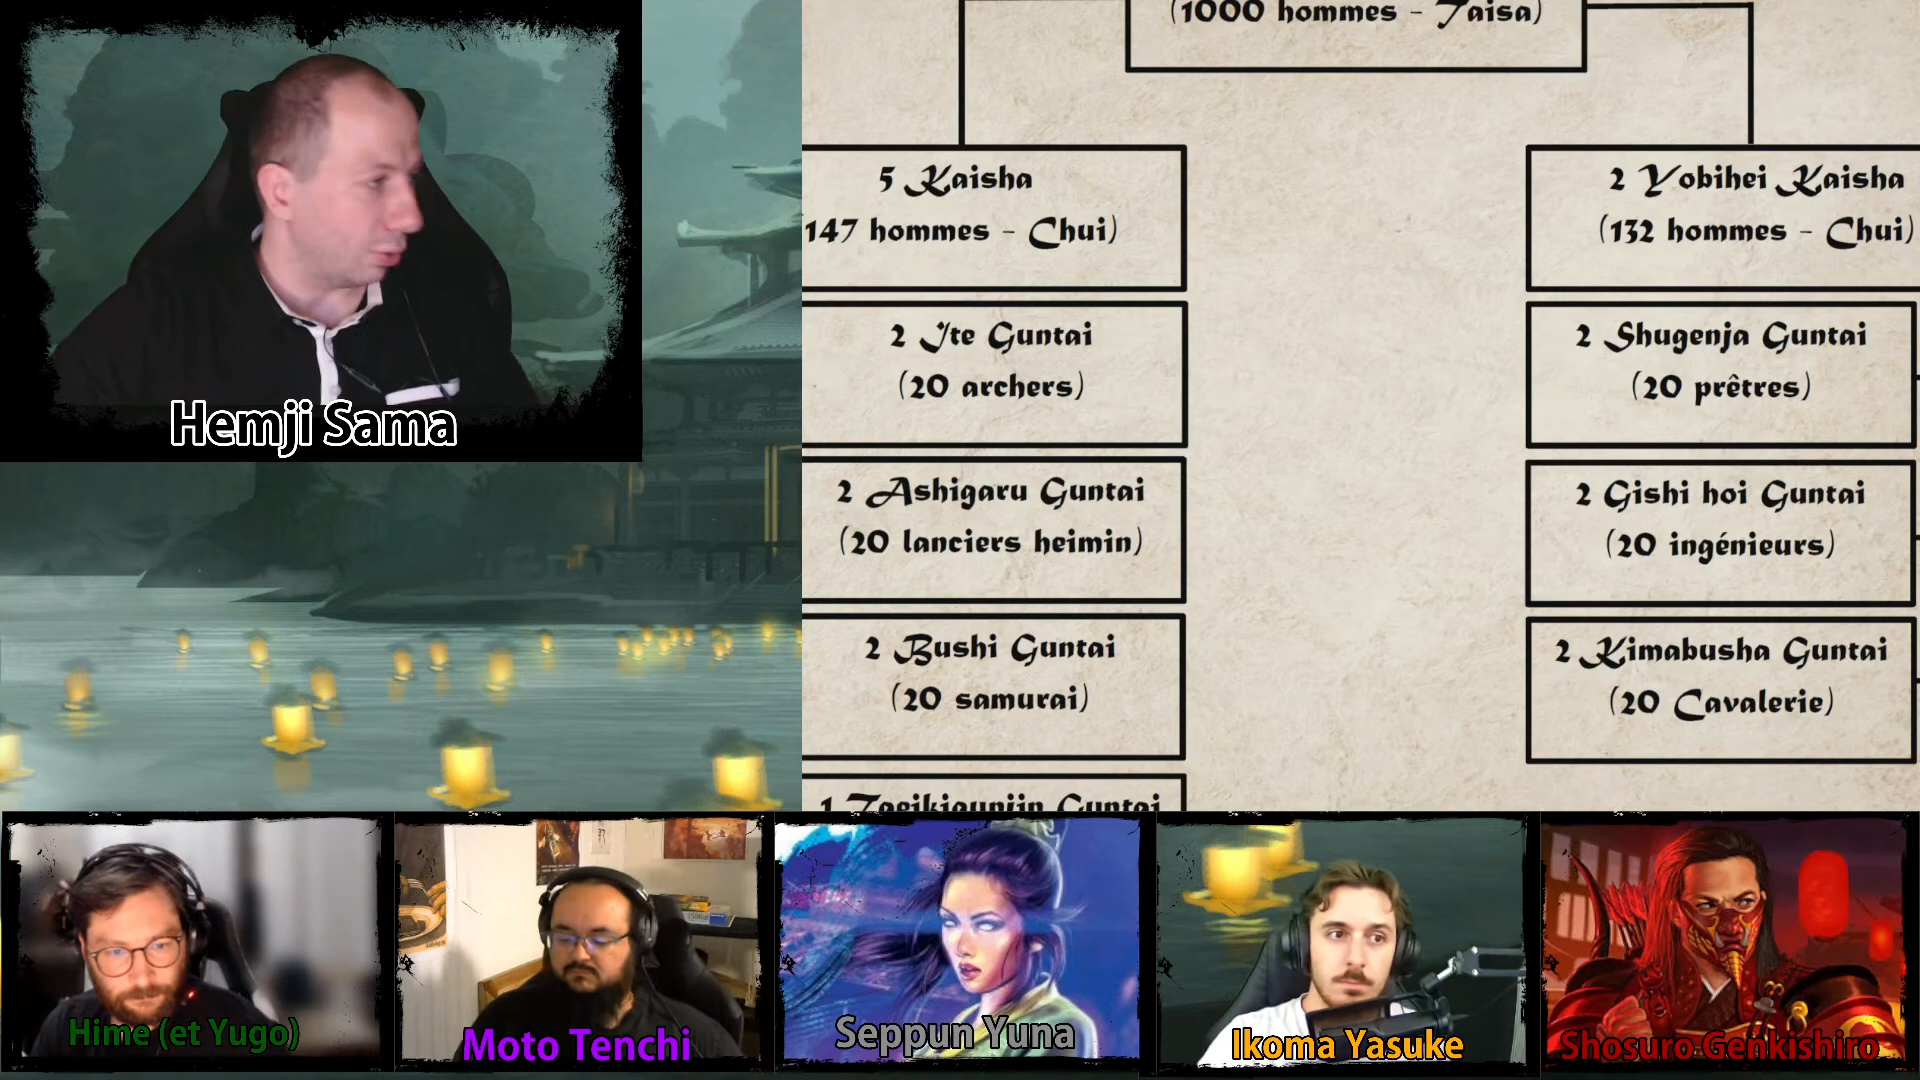 (1000 hommes - Taisa)
5 Kaisha
147 hommes - Chui)
2 Ite Guntai
(20 archers)
2 Ashigaru Guntai
(20 lanciers heimin)
2 Bushi Guntai
(20 samurai)
2 Yobihei Kaisha
(132 hommes - Chui)
2 Shugenja Guntai
(20 prêtres)
2 Gishi hoi Guntai
(20 ingénieurs)
2 Kimabusha Guntai
(20 Cavalerie)
Hemji Sama
Hime (et Yugo)
Moto Tenchi
Seppun Yuna
Ikoma Yasuke
Shosuro Genkishiro